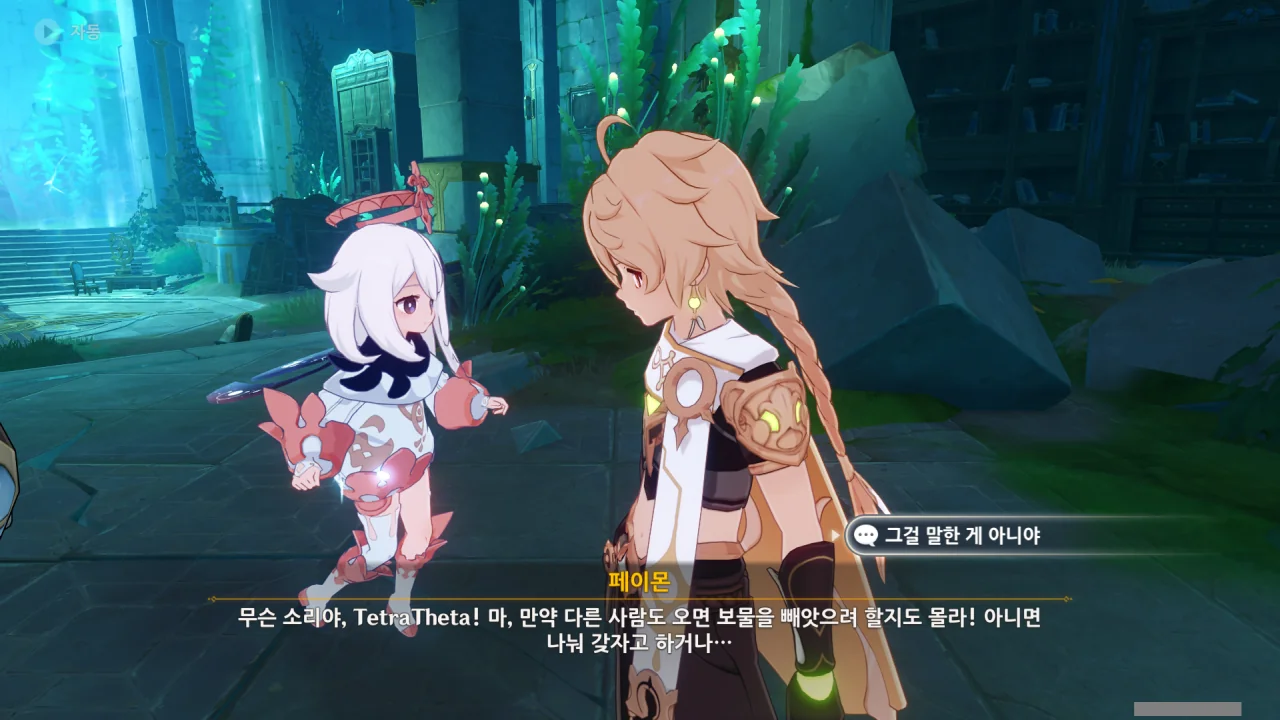 자동
그걸 말한 게 아니야
페이몬
무슨 소리야, TetraTheta! 마, 만약 다른 사람도 오면 보물을 빼앗으려 할지도 몰라! 아니면
나눠 갖자고 하거나…